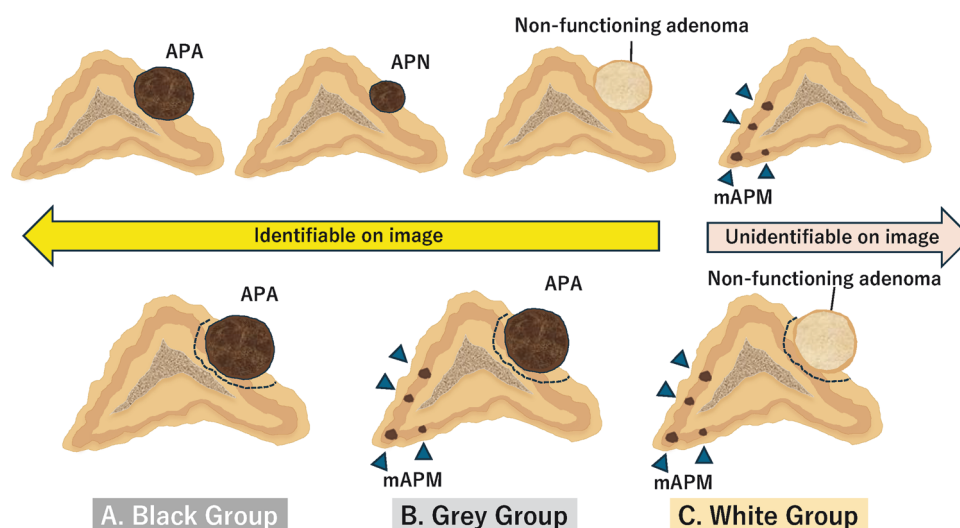 APA
APN
Non-functioning adenoma
mAPM
Identifiable on image
Unidentifiable on image
APA
APA
mAPM
Non-functioning adenoma
mAPM
A. Black Group
B. Grey Group
C. White Group